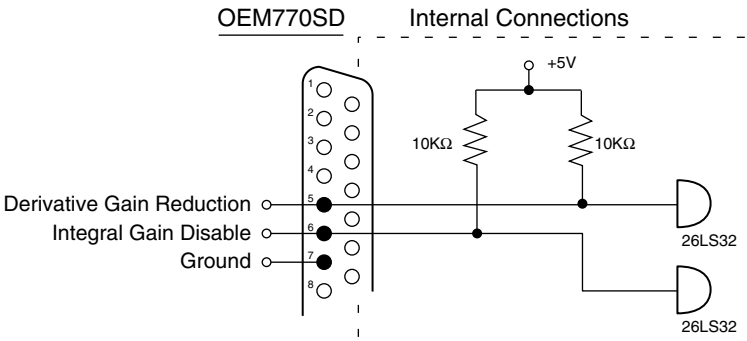 OEM770SD
Internal Connections
+5V
10KΩ
10KΩ
1
2
3
4
Derivative Gain Reduction
5
Integral Gain Disable
6
Ground
7
8
26LS32
26LS32